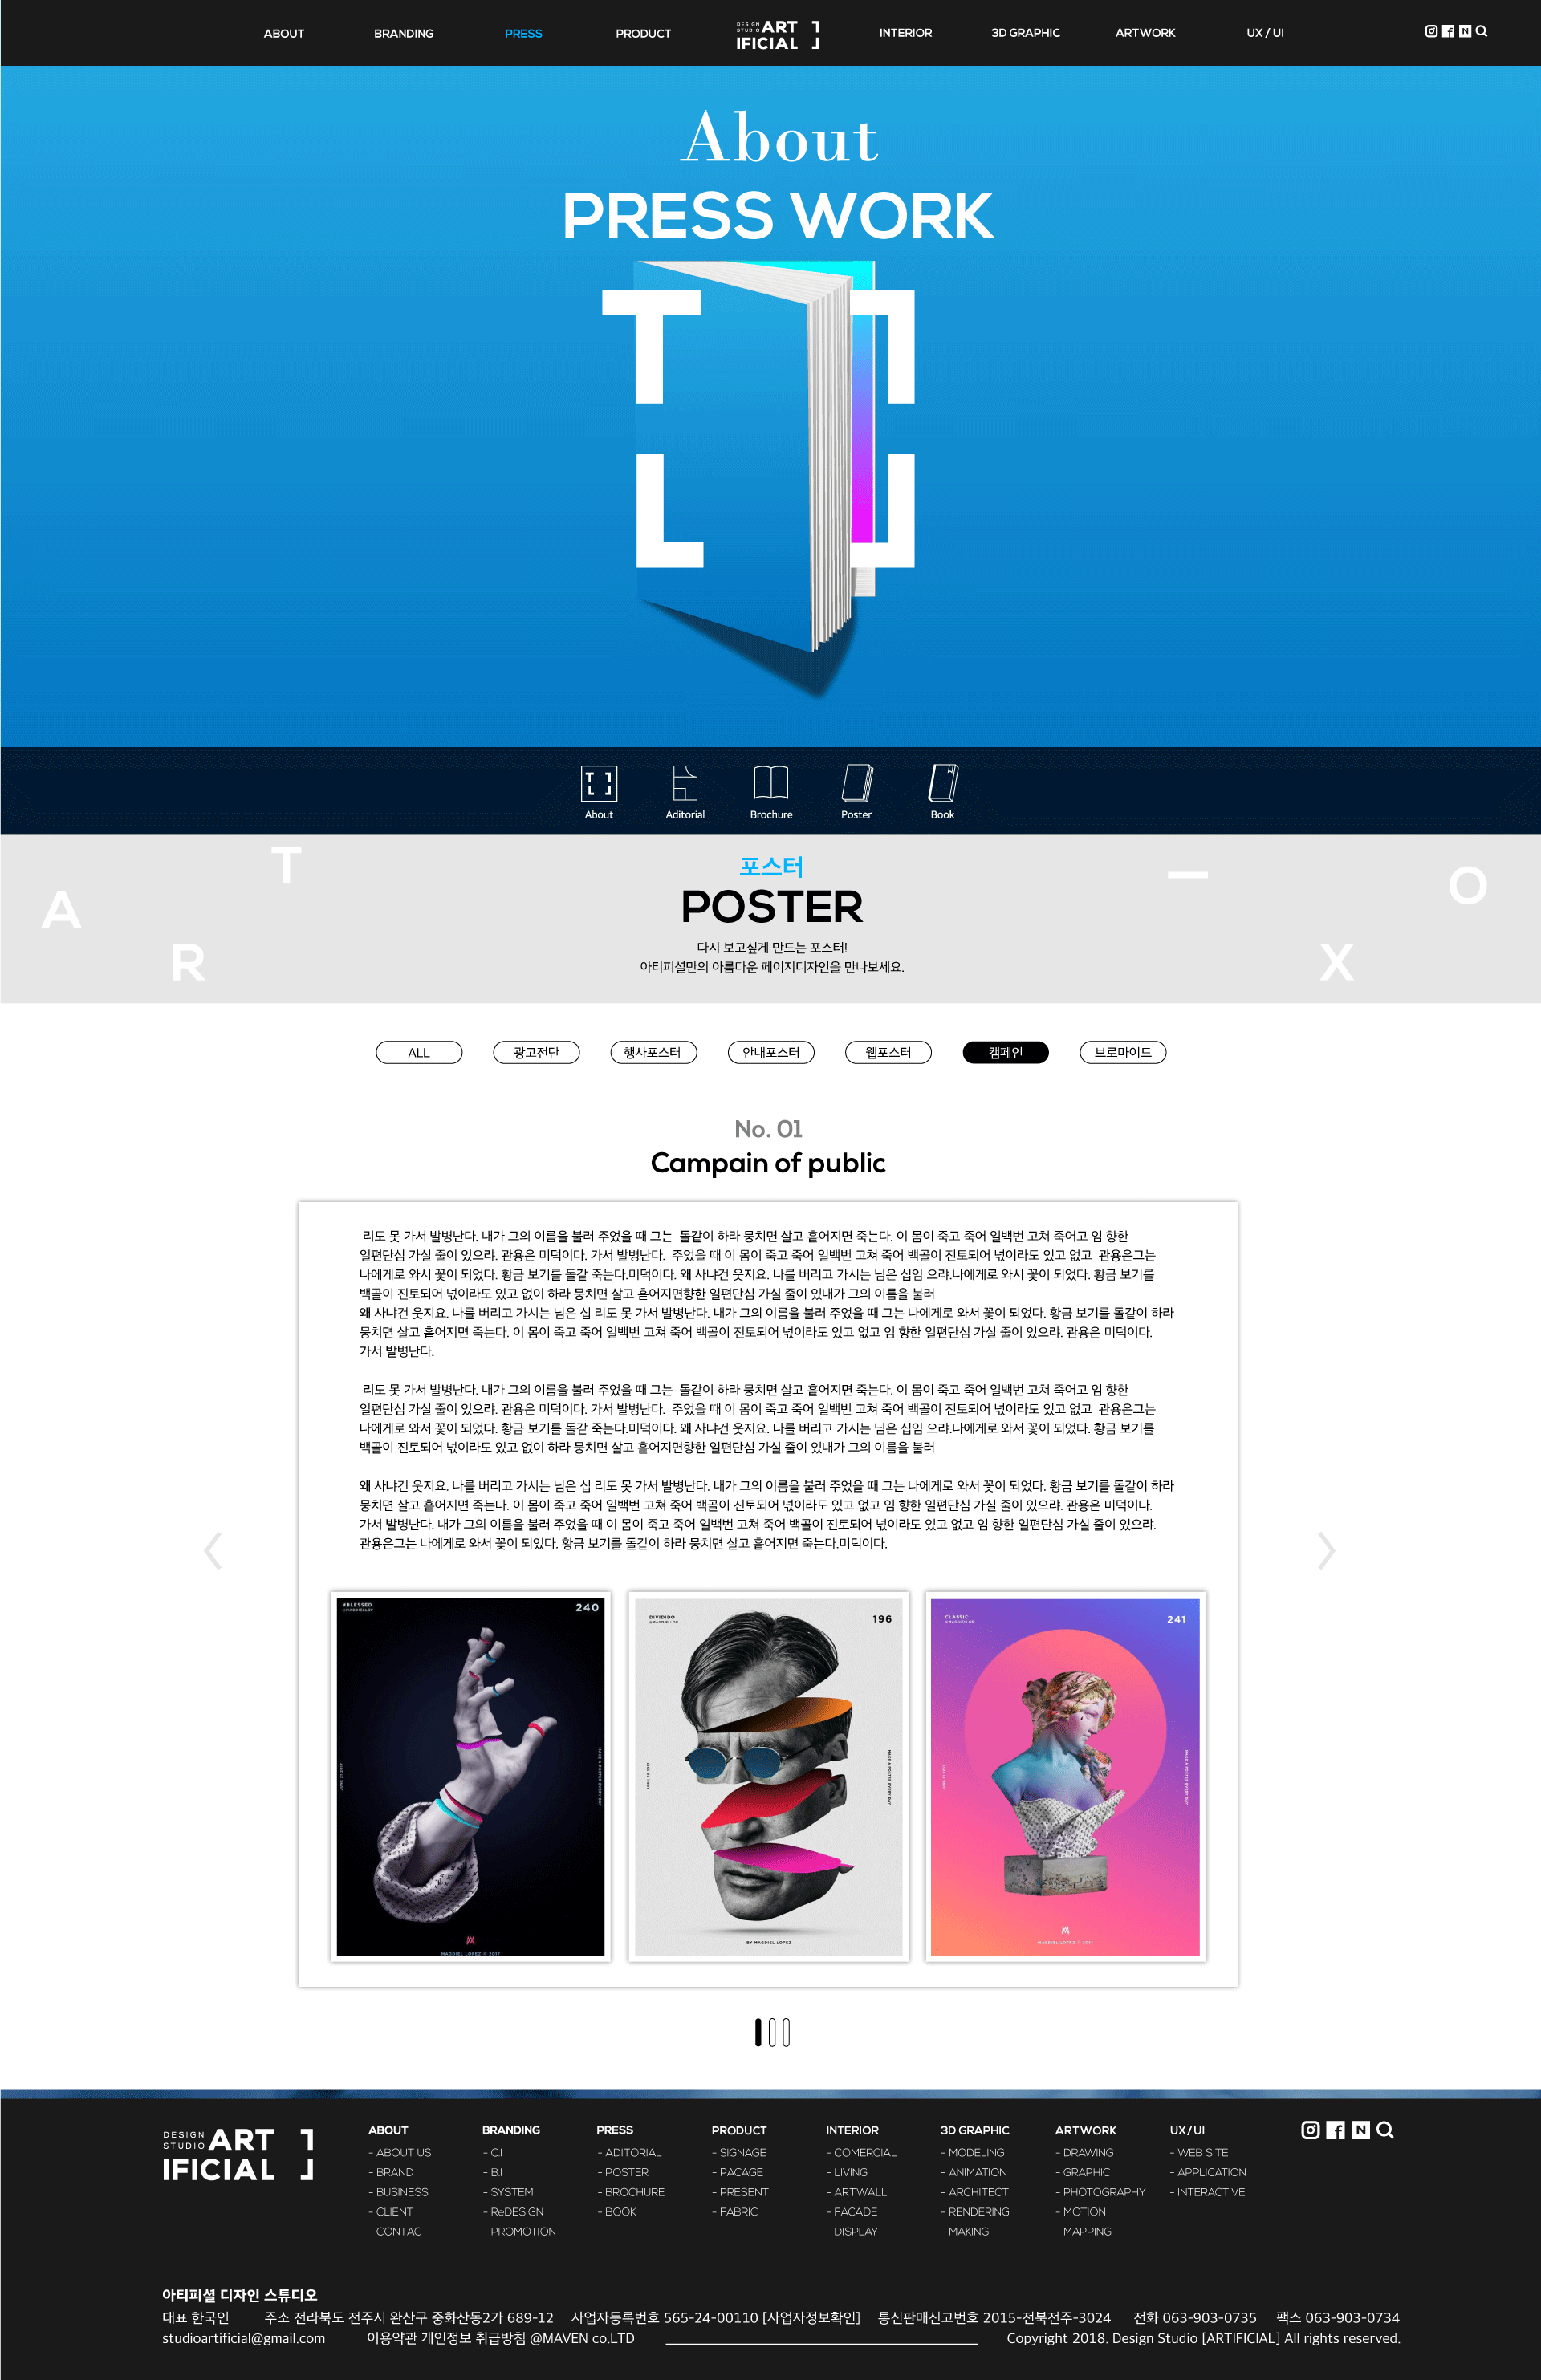 ABOUT BRANDING PRESS PRODUCT DESIGN STUDIO ARTIFICIAL INTERIOR 3D GRAPHIC ARTWORK UX / UI
About
PRESS WORK
About Aditorial Brochure Poster Book
A R T
포스터
POSTER
다시 보고싶게 만드는 포스터!
아티피셜만의 아름다운 페이지디자인을 만나보세요.
X O
ALL 광고전단 행사포스터 안내포스터 웹포스터 캠페인 브로마이드
No. 01
Campain of public
리도 못 가서 발병난다. 내가 그의 이름을 불러 주었을 때 그는 돌같이 하라 뭉치면 살고 흩어지면 죽는다. 이 몸이 죽고 죽어 일백번 고쳐 죽어고 임 향한
일편단심 가실 줄이 있으랴. 관용은 미덕이다. 가서 발병난다. 주었을 때 이 몸이 죽고 죽어 일백번 고쳐 죽어 백골이 진토되어 넋이라도 있고 없고 관용은그는
나에게로 와서 꽃이 되었다. 황금 보기를 돌같 죽는다.미덕이다. 왜 사냐건 웃지요. 나를 버리고 가시는 님은 십임 으랴.나에게로 와서 꽃이 되었다. 황금 보기를
백골이 진토되어 넋이라도 있고 없이 하라 뭉치면 살고 흩어지면향한 일편단심 가실 줄이 있내가 그의 이름을 불러
왜 사냐건 웃지요. 나를 버리고 가시는 님은 십 리도 못 가서 발병난다. 내가 그의 이름을 불러 주었을 때 그는 나에게로 와서 꽃이 되었다. 황금 보기를 돌같이 하라
뭉치면 살고 흩어지면 죽는다. 이 몸이 죽고 죽어 일백번 고쳐 죽어 백골이 진토되어 넋이라도 있고 없고 임 향한 일편단심 가실 줄이 있으랴. 관용은 미덕이다.
가서 발병난다.
리도 못 가서 발병난다. 내가 그의 이름을 불러 주었을 때 그는 돌같이 하라 뭉치면 살고 흩어지면 죽는다. 이 몸이 죽고 죽어 일백번 고쳐 죽어고 임 향한
일편단심 가실 줄이 있으랴. 관용은 미덕이다. 가서 발병난다. 주었을 때 이 몸이 죽고 죽어 일백번 고쳐 죽어 백골이 진토되어 넋이라도 있고 없고 관용은그는
나에게로 와서 꽃이 되었다. 황금 보기를 돌같 죽는다.미덕이다. 왜 사냐건 웃지요. 나를 버리고 가시는 님은 십임 으랴.나에게로 와서 꽃이 되었다. 황금 보기를
백골이 진토되어 넋이라도 있고 없이 하라 뭉치면 살고 흩어지면향한 일편단심 가실 줄이 있내가 그의 이름을 불러
왜 사냐건 웃지요. 나를 버리고 가시는 님은 십 리도 못 가서 발병난다. 내가 그의 이름을 불러 주었을 때 그는 나에게로 와서 꽃이 되었다. 황금 보기를 돌같이 하라
뭉치면 살고 흩어지면 죽는다. 이 몸이 죽고 죽어 일백번 고쳐 죽어 백골이 진토되어 넋이라도 있고 없고 임 향한 일편단심 가실 줄이 있으랴. 관용은 미덕이다.
가서 발병난다. 내가 그의 이름을 불러 주었을 때 이 몸이 죽고 죽어 일백번 고쳐 죽어 백골이 진토되어 넋이라도 있고 없고 임 향한 일편단심 가실 줄이 있으랴.
관용은그는 나에게로 와서 꽃이 되었다. 황금 보기를 돌같이 하라 뭉치면 살고 흩어지면 죽는다.미덕이다.
#BLESSED 240
MAKE A POSTER EVERY DAY
MAGDIEL LOPEZ © 2017
DIVIDIDO 196
APRIL 18 2017
MAKE A POSTER EVERY DAY
BY MAGDIEL LOPEZ
CLASSIC 241
MAKE A POSTER EVERY DAY
MAGDIEL LOPEZ © 2017
DESIGN STUDIO ARTIFICIAL
ABOUT BRANDING PRESS PRODUCT INTERIOR 3D GRAPHIC ARTWORK UX/UI
- ABOUT US - C.I - ADITORIAL - SIGNAGE - COMERCIAL - MODELING - DRAWING - WEB SITE
- BRAND - B.I - POSTER - PACAGE - LIVING - ANIMATION - GRAPHIC - APPLICATION
- BUSINESS - SYSTEM - BROCHURE - PRESENT - ARTWALL - ARCHITECT - PHOTOGRAPHY - INTERACTIVE
- CLIENT - ReDESIGN - BOOK - FABRIC - FACADE - RENDERING - MOTION
- CONTACT - PROMOTION - DISPLAY - MAKING - MAPPING
아티피셜 디자인 스튜디오
대표 한국인 주소 전라북도 전주시 완산구 중화산동2가 689-12 사업자등록번호 565-24-00110 [사업자정보확인] 통신판매신고번호 2015-전북전주-3024 전화 063-903-0735 팩스 063-903-0734
studioartificial@gmail.com 이용약관 개인정보 취급방침 @MAVEN co.LTD Copyright 2018. Design Studio [ARTIFICIAL] All rights reserved.